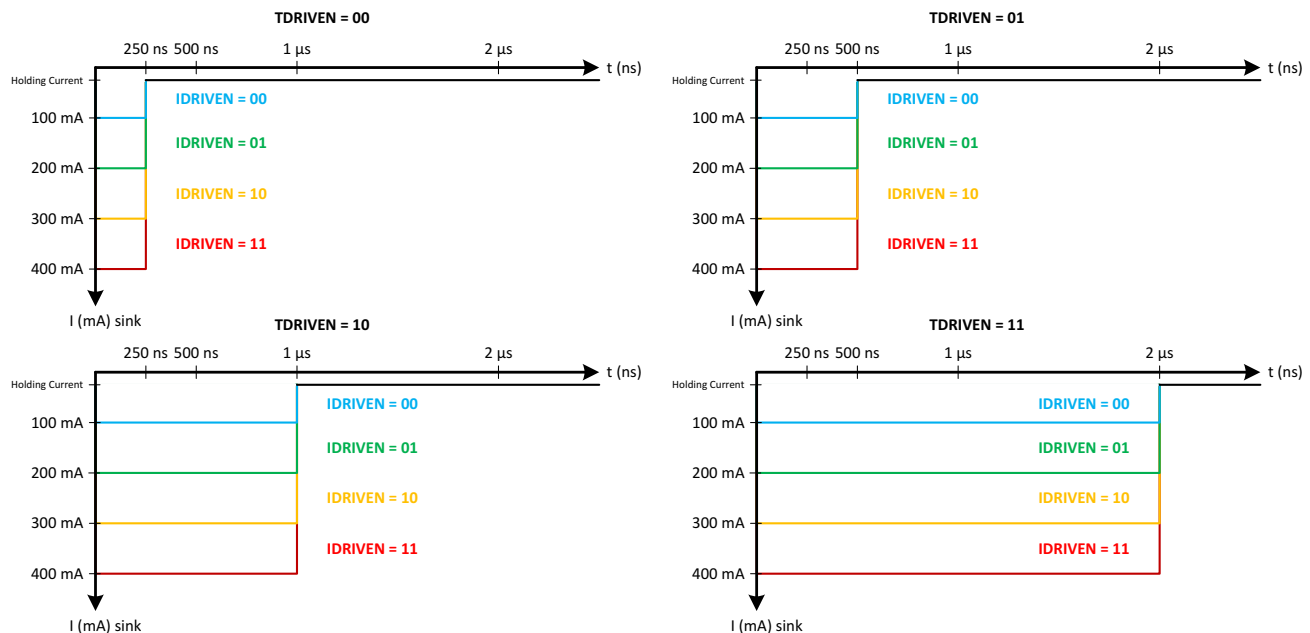 TDRIVEN = 00
250 ns 500 ns 1 µs 2 µs
t (ns)
Holding Current
IDRIVEN = 00
100 mA
IDRIVEN = 01
200 mA
IDRIVEN = 10
300 mA
IDRIVEN = 11
400 mA
I (mA) sink
TDRIVEN = 01
250 ns 500 ns 1 µs 2 µs
t (ns)
Holding Current
IDRIVEN = 00
100 mA
IDRIVEN = 01
200 mA
IDRIVEN = 10
300 mA
IDRIVEN = 11
400 mA
I (mA) sink
TDRIVEN = 10
250 ns 500 ns 1 µs 2 µs
t (ns)
Holding Current
IDRIVEN = 00
100 mA
IDRIVEN = 01
200 mA
IDRIVEN = 10
300 mA
IDRIVEN = 11
400 mA
I (mA) sink
TDRIVEN = 11
250 ns 500 ns 1 µs 2 µs
t (ns)
Holding Current
IDRIVEN = 00
100 mA
IDRIVEN = 01
200 mA
IDRIVEN = 10
300 mA
IDRIVEN = 11
400 mA
I (mA) sink